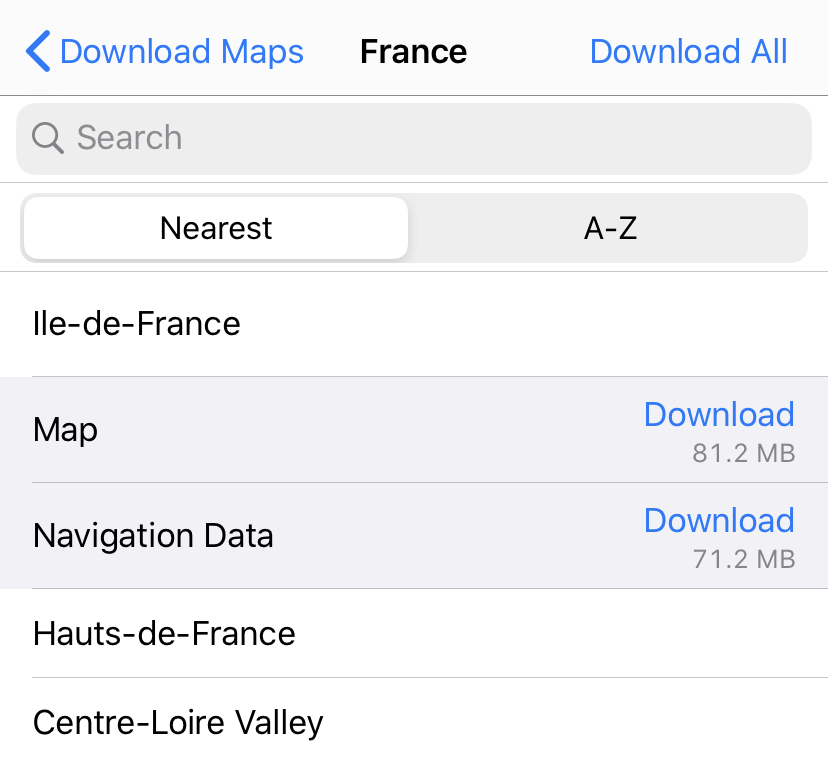 Download Maps France Download All
Search
Nearest A-Z
Ile-de-France
Map Download
81.2 MB
Navigation Data Download
71.2 MB
Hauts-de-France
Centre-Loire Valley